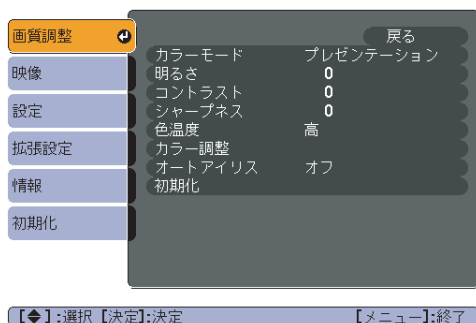 画質調整
映像
設定
拡張設定
情報
初期化
戻る
カラーモード プレゼンテーション
明るさ 0
コントラスト 0
シャープネス 0
色温度 高
カラー調整
オートアイリス オフ
初期化
【◆】:選択 【決定】:決定 【メニュー】:終了